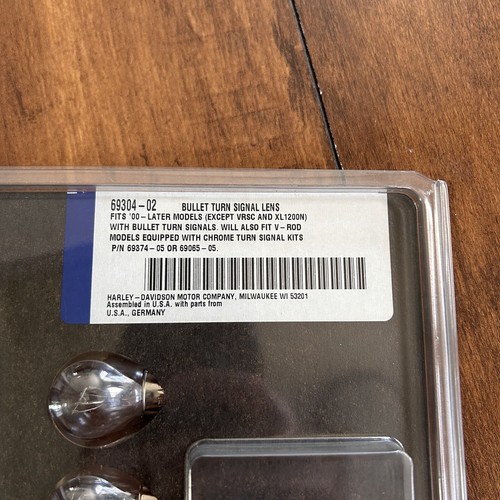 69304-02 BULLET TURN SIGNAL LENS
FITS '00-LATER MODELS (EXCEPT VRSC AND XL1200N)
WITH BULLET TURN SIGNALS. WILL ALSO FIT V-ROD
MODELS EQUIPPED WITH CHROME TURN SIGNAL KITS
P/N 69374-05 OR 69065-05.
HARLEY-DAVIDSON MOTOR COMPANY, MILWAUKEE WI 53201
Assembled in U.S.A. with parts from
U.S.A., GERMANY